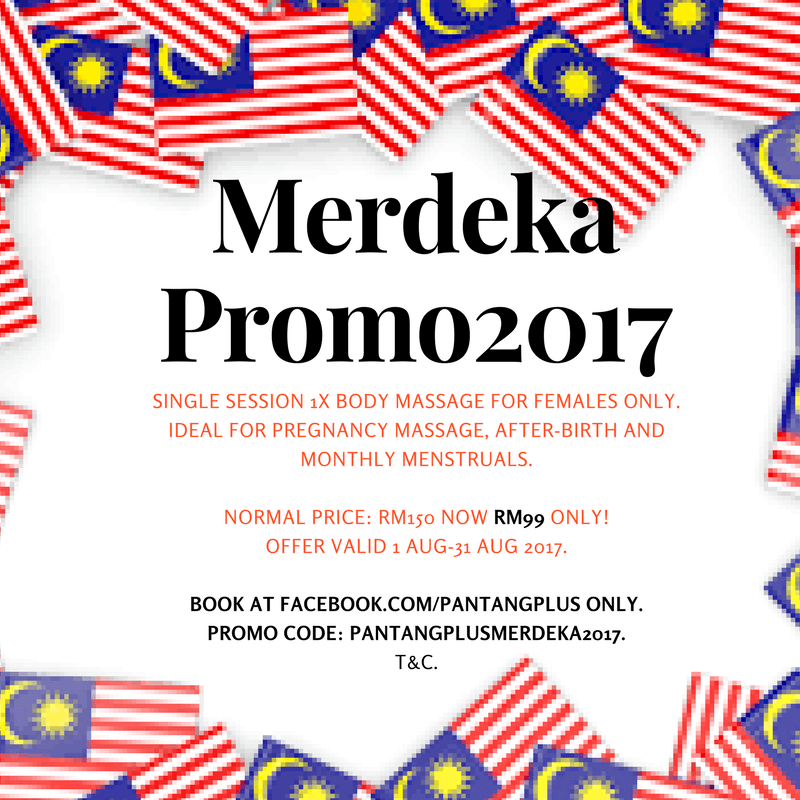 Merdeka
Promo2017
SINGLE SESSION 1X BODY MASSAGE FOR FEMALES ONLY.
IDEAL FOR PREGNANCY MASSAGE, AFTER-BIRTH AND
MONTHLY MENSTRUALS.
NORMAL PRICE: RM150 NOW RM99 ONLY!
OFFER VALID 1 AUG-31 AUG 2017.
BOOK AT FACEBOOK.COM/PANTANGPLUS ONLY.
PROMO CODE: PANTANGPLUSMERDEKA2017.
T&C.